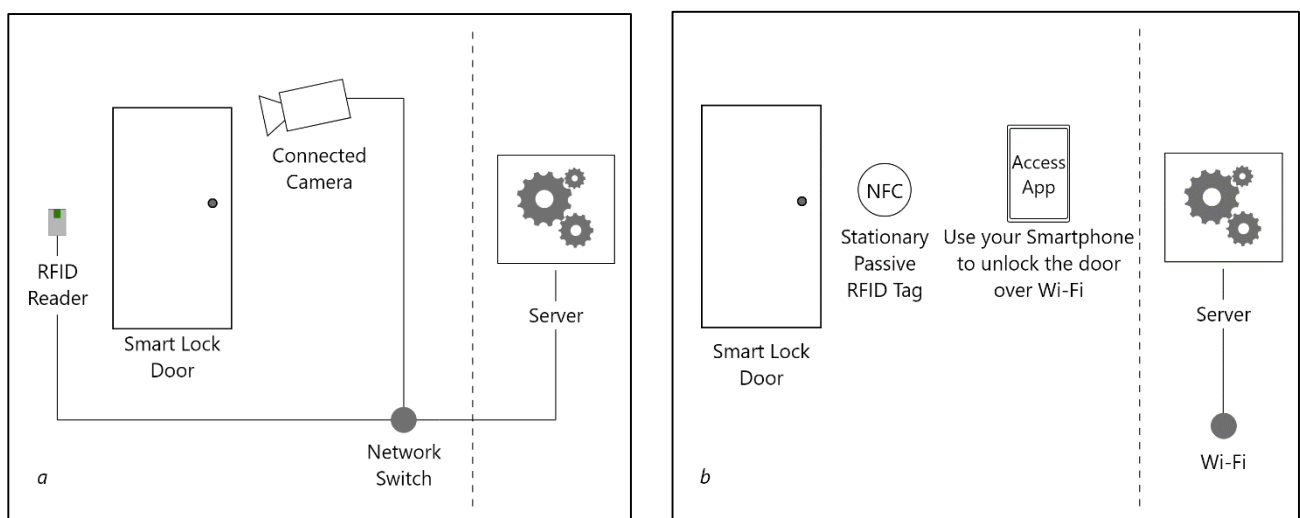 Connected
Camera
RFID
Reader
Server
Smart Lock
Door
Network
Switch
a
NFC
Access
App
Stationary
Passive
RFID Tag
Use your Smartphone
to unlock the door
over Wi-Fi
Server
Smart Lock
Door
Wi-Fi
b